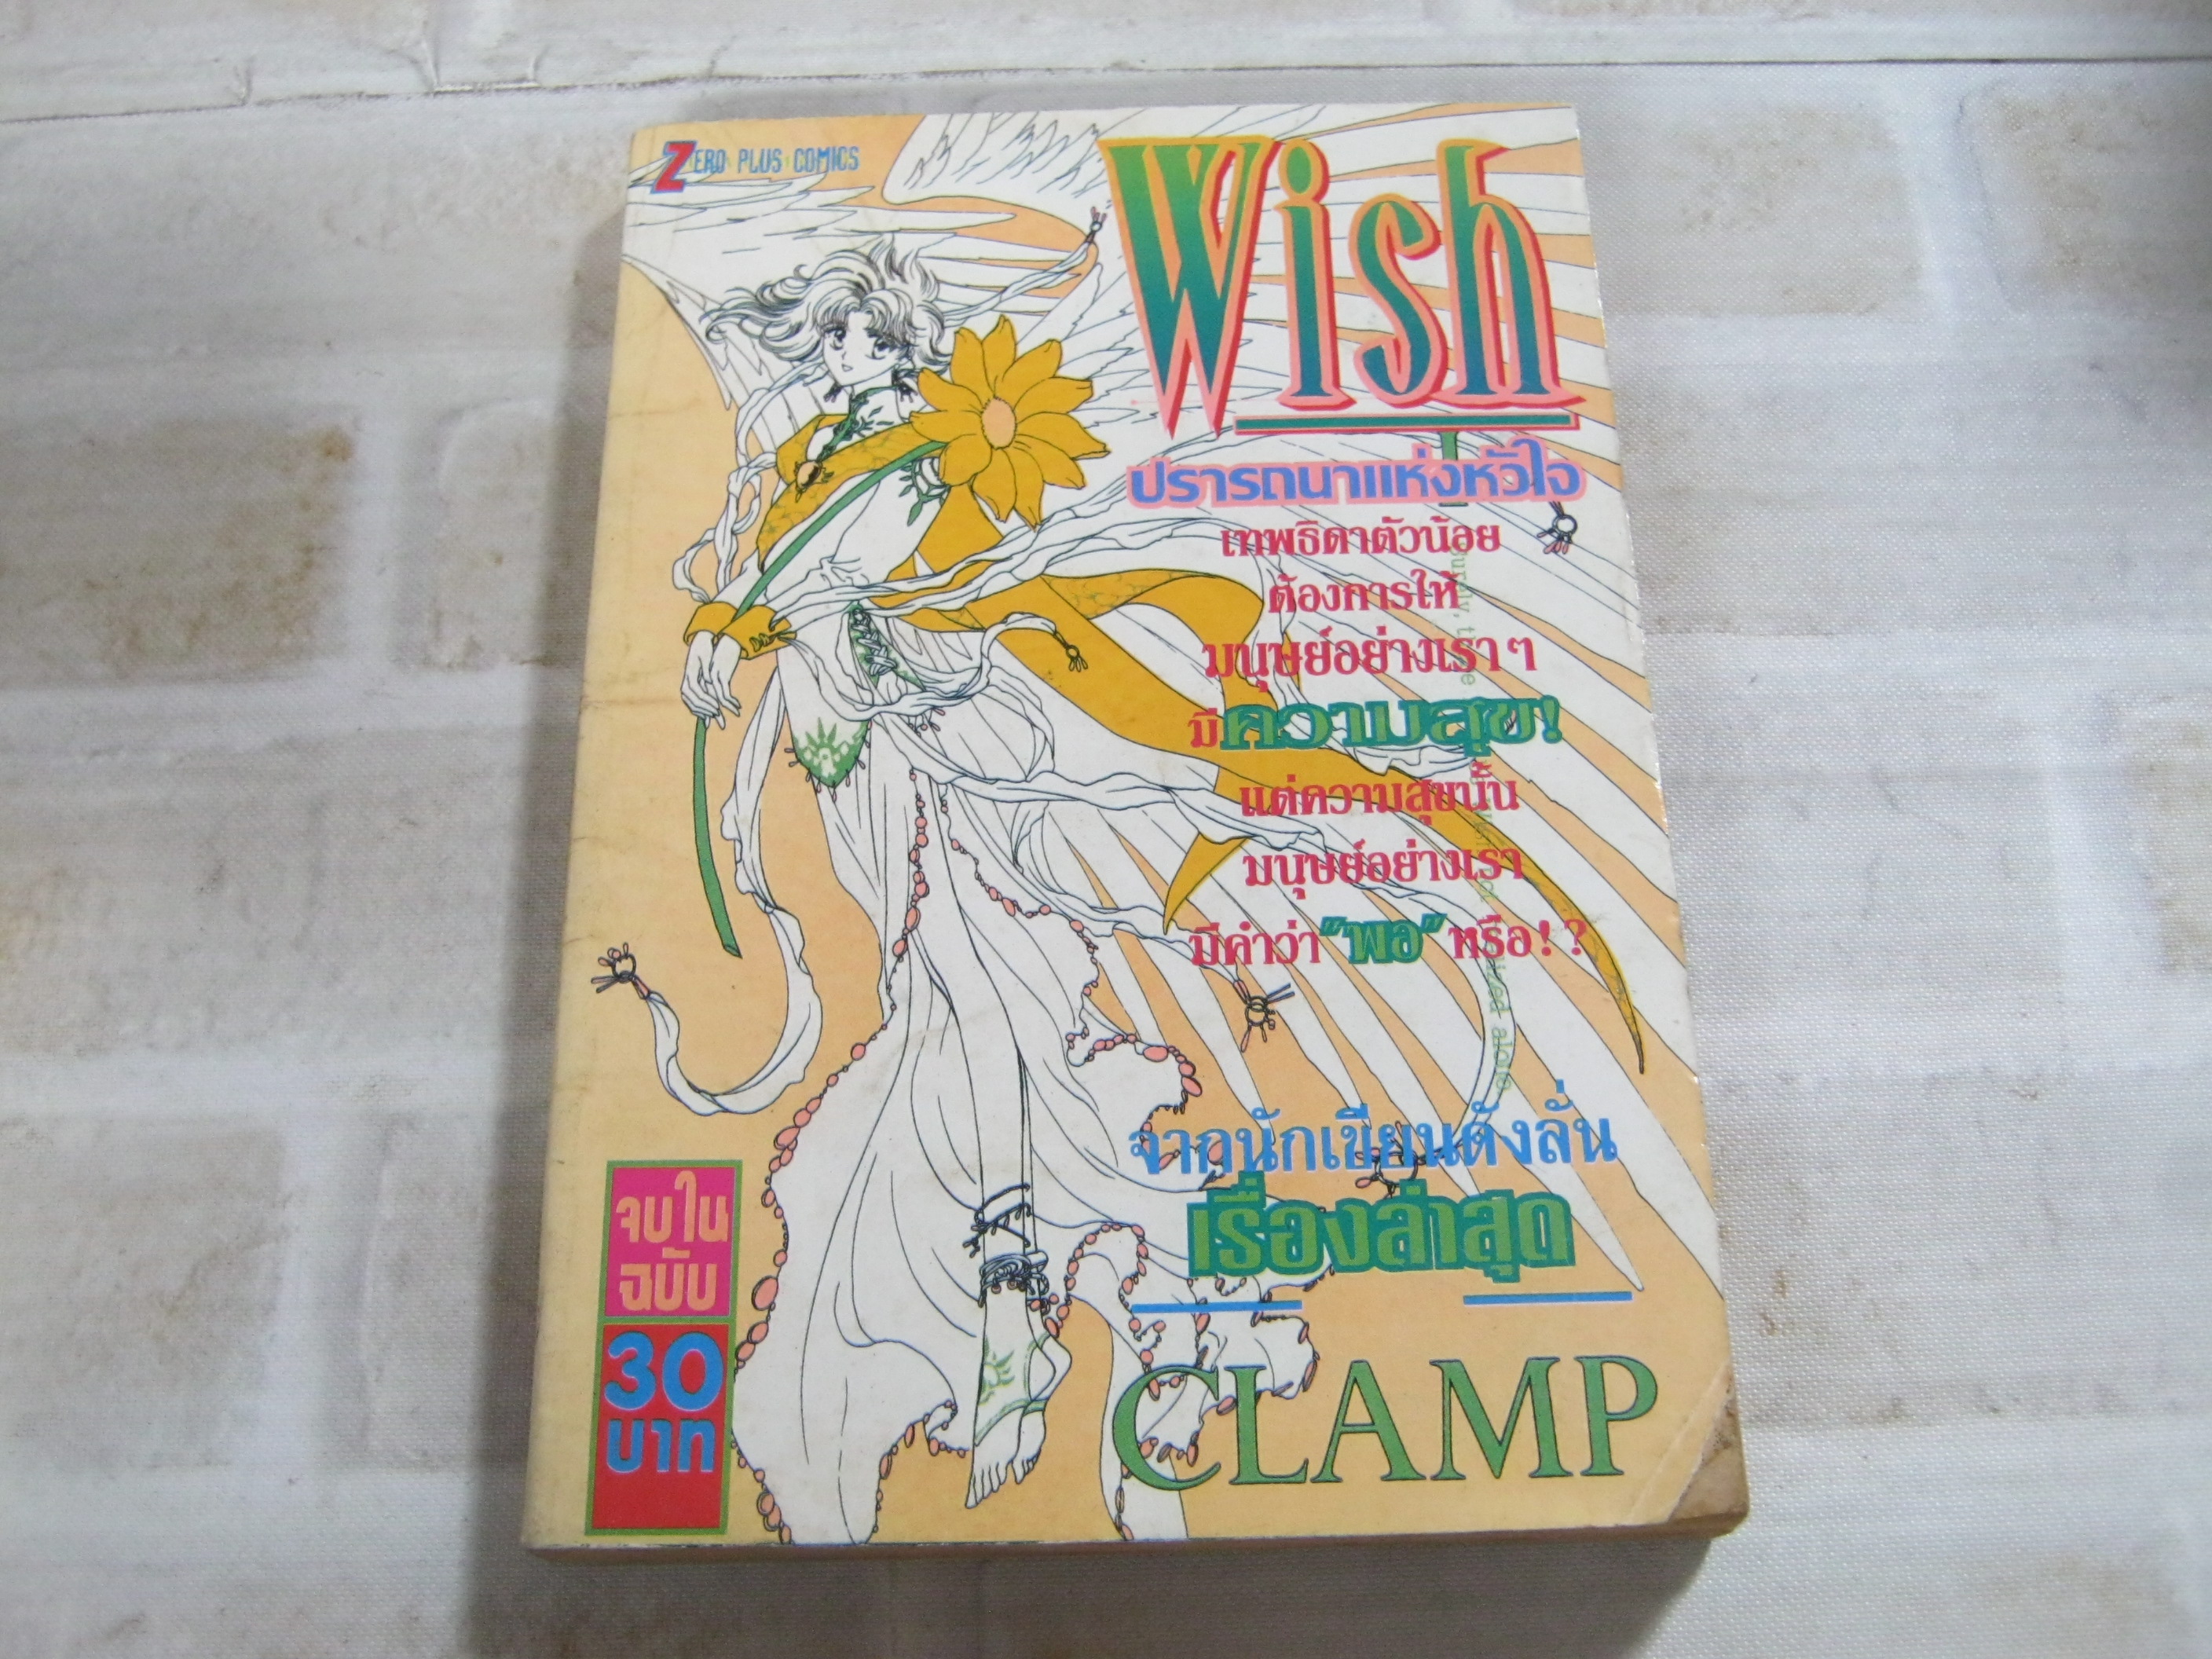 ZERO PLUS COMICS
Wish
ปรารถนาแห่งหัวใจ
เทพธิดาตัวน้อย
ต้องการให้
มนุษย์อย่างเราๆ
มีความสุข!
แต่ความสุขนั้น
มนุษย์อย่างเรา
มีคำว่า "พอ" หรือ!?
จากนักเขียนดังลั่น
เรื่องล่าสุด
CLAMP
จบใน
ฉบับ
30
บาท